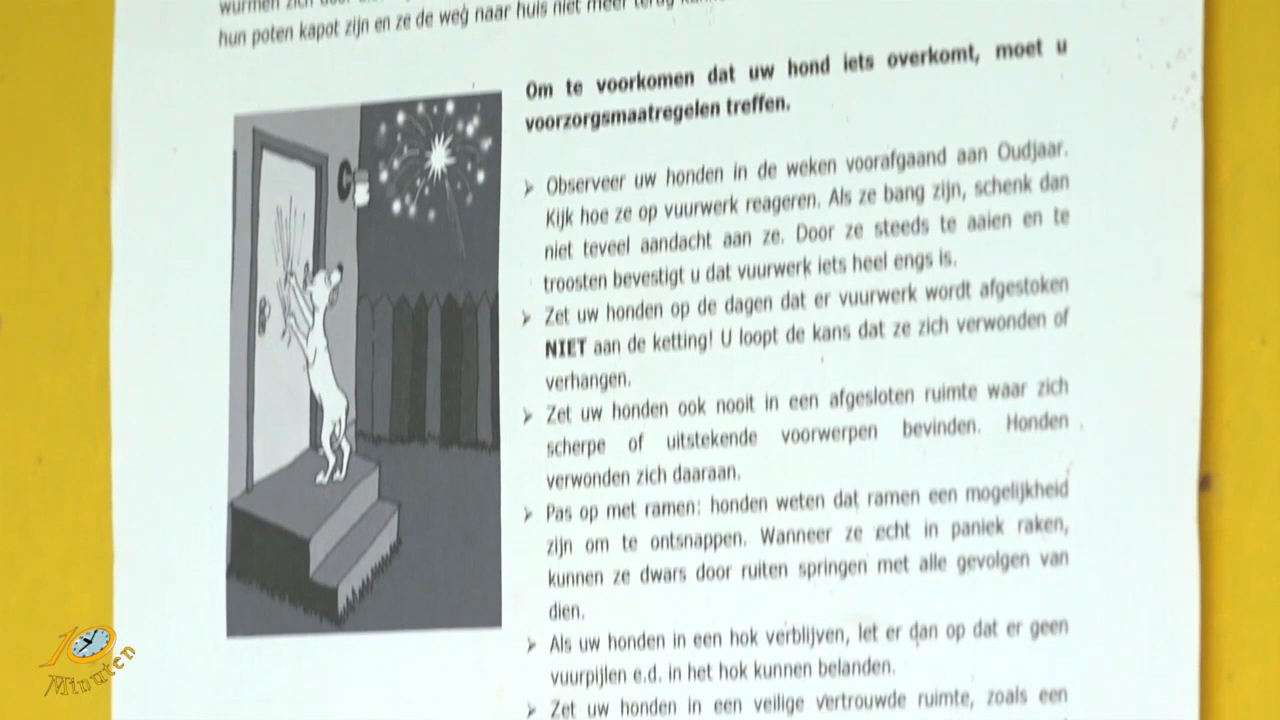 wurmen zich door
hun poten kapot zijn en ze de weg naar huis niet meer terug
Om te voorkomen dat uw hond iets overkomt, moet u
voorzorgsmaatregelen treffen.
➢ Observeer uw honden in de weken voorafgaand aan Oudjaar.
Kijk hoe ze op vuurwerk reageren. Als ze bang zijn, schenk dan
niet teveel aandacht aan ze. Door ze steeds te aaien en te
troosten bevestigt u dat vuurwerk iets heel engs is.
➢ Zet uw honden op de dagen dat er vuurwerk wordt afgestoken
NIET aan de ketting! U loopt de kans dat ze zich verwonden of
verhangen.
➢ Zet uw honden ook nooit in een afgesloten ruimte waar zich
scherpe of uitstekende voorwerpen bevinden. Honden
verwonden zich daaraan.
➢ Pas op met ramen: honden weten dat ramen een mogelijkheid
zijn om te ontsnappen. Wanneer ze echt in paniek raken,
kunnen ze dwars door ruiten springen met alle gevolgen van
dien.
➢ Als uw honden in een hok verblijven, let er dan op dat er geen
vuurpijlen e.d. in het hok kunnen belanden.
➢ Zet uw honden in een veilige vertrouwde ruimte, zoals een
10
Minuten